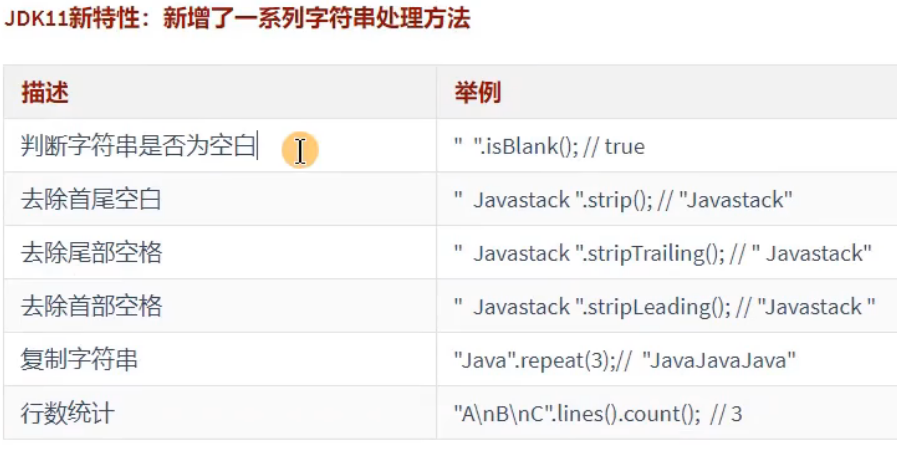 JDK11新特性：新增了一系列字符串处理方法
描述 举例
判断字符串是否为空白 "  ".isBlank(); // true
去除首尾空白 "  Javastack ".strip(); // "Javastack"
去除尾部空格 "  Javastack ".stripTrailing(); // "  Javastack"
去除首部空格 "  Javastack ".stripLeading(); // "Javastack "
复制字符串 "Java".repeat(3);//  "JavaJavaJava"
行数统计 "A\nB\nC".lines().count();  // 3